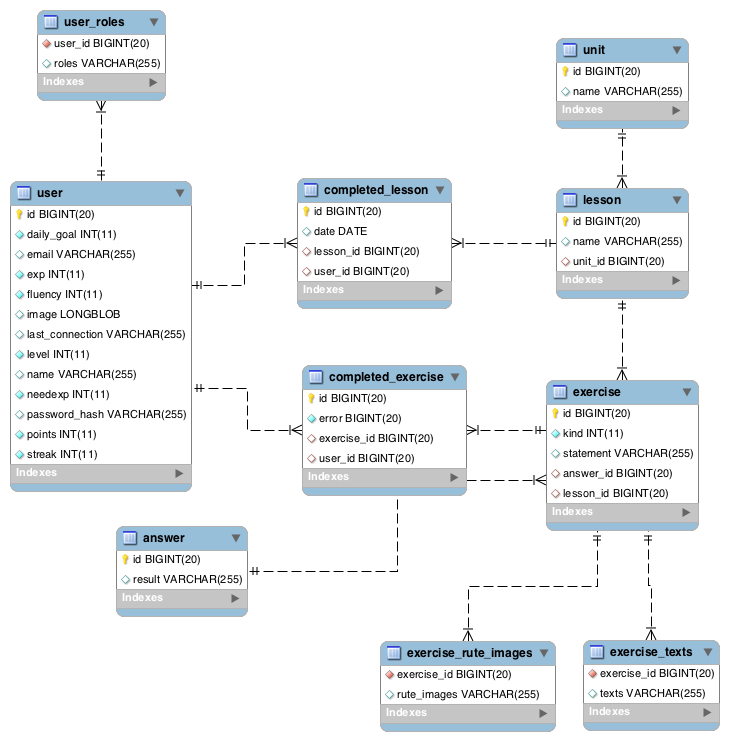 user_roles
user_id BIGINT(20)
roles VARCHAR(255)
Indexes
unit
id BIGINT(20)
name VARCHAR(255)
Indexes
user
id BIGINT(20)
daily_goal INT(11)
email VARCHAR(255)
exp INT(11)
fluency INT(11)
image LONGBLOB
last_connection VARCHAR(255)
level INT(11)
name VARCHAR(255)
needexp INT(11)
password_hash VARCHAR(255)
points INT(11)
streak INT(11)
Indexes
completed_lesson
id BIGINT(20)
date DATE
lesson_id BIGINT(20)
user_id BIGINT(20)
Indexes
lesson
id BIGINT(20)
name VARCHAR(255)
unit_id BIGINT(20)
Indexes
completed_exercise
id BIGINT(20)
error BIGINT(20)
exercise_id BIGINT(20)
user_id BIGINT(20)
Indexes
exercise
id BIGINT(20)
kind INT(11)
statement VARCHAR(255)
answer_id BIGINT(20)
lesson_id BIGINT(20)
Indexes
answer
id BIGINT(20)
result VARCHAR(255)
Indexes
exercise_rute_images
exercise_id BIGINT(20)
rute_images VARCHAR(255)
Indexes
exercise_texts
exercise_id BIGINT(20)
texts VARCHAR(255)
Indexes